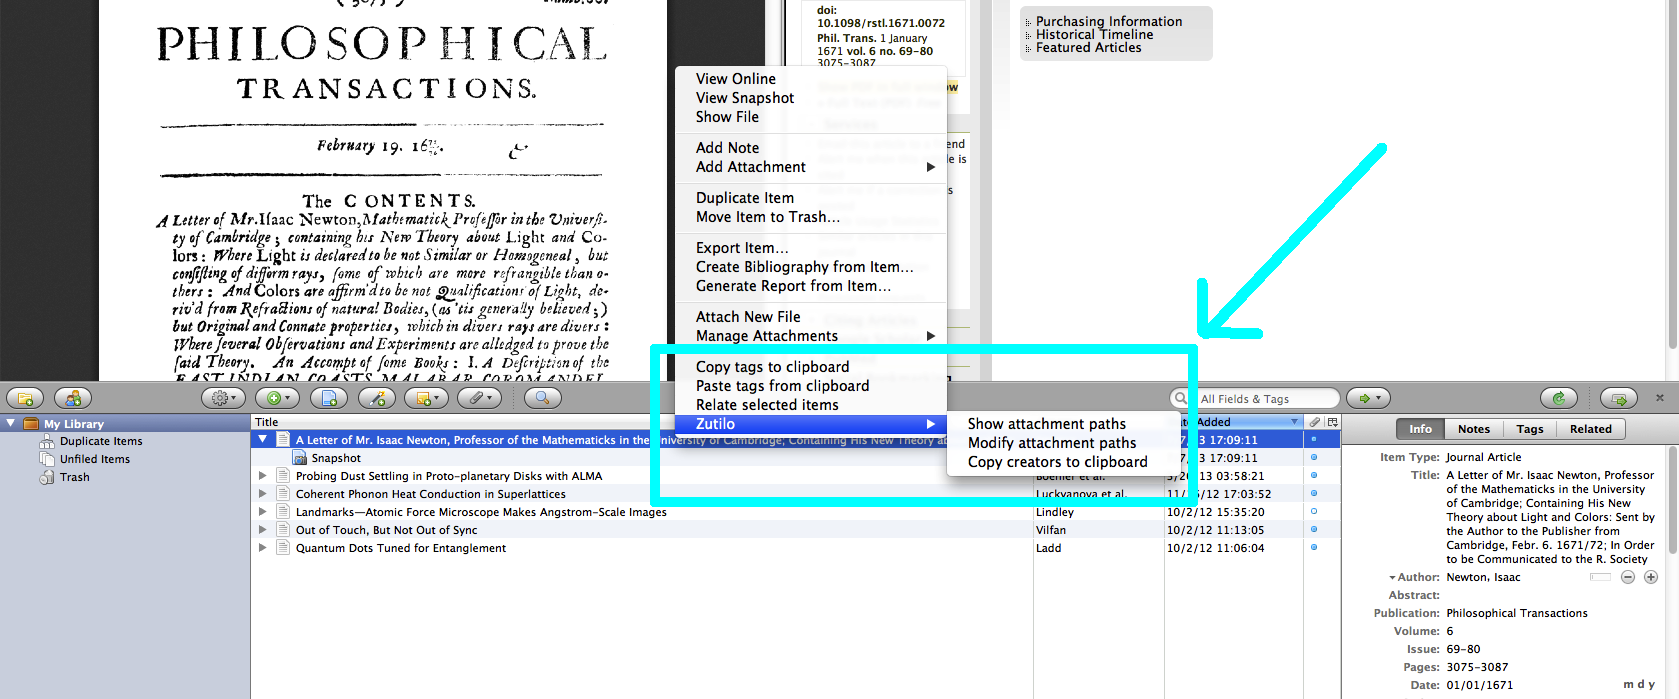 PHILOSOPHICAL
TRANSACTIONS.
February 19. 167
The CONTENTS.
A Letter of Mr. Isaac Newton, Mathematick Professor in the Universi-
ty of Cambridge; containing his New Theory about Light and Co-
lors: Where Light is declared to be not Similar or Homogeneal, but
consisting of difform rays, some of which are more refrangible than o-
thers: And Colors are affirm'd to be not Qualifications of Light, de-
riv'd from Refractions of natural Bodies, (as 'tis generally believed;)
but Original and Connate properties, which in divers rays are divers:
Where several Observations and Experiments are alledged to prove the
said Theory. An Accompt of some Books: I. A Description of the
EAST-INDIAN COASTS, MALABAR, COROMANDEL
doi:
10.1098/rstl.1671.0072
Phil. Trans. 1 January
1671 vol. 6 no. 69-80
3075-3087
Purchasing Information
Historical Timeline
Featured Articles
View Online
View Snapshot
Show File
Add Note
Add Attachment
Duplicate Item
Move Item to Trash...
Export Item...
Create Bibliography from Item...
Generate Report from Item...
Attach New File
Manage Attachments
Copy tags to clipboard
Paste tags from clipboard
Relate selected items
Zutilo
Show attachment paths
Modify attachment paths
Copy creators to clipboard
All Fields & Tags
My Library
Duplicate Items
Unfiled Items
Trash
Title
Added
A Letter of Mr. Isaac Newton, Professor of the Mathematicks in the University of Cambridge; Containing His New Theory a
17:09:11
Snapshot
17:09:11
Probing Dust Settling in Proto-planetary Disks with ALMA
Boehler et al.
03:58:21
Coherent Phonon Heat Conduction in Superlattices
Luckyanova et al.
17:03:52
Landmarks—Atomic Force Microscope Makes Angstrom-Scale Images
Lindley
10/2/12 15:35:20
Out of Touch, But Not Out of Sync
Vilfan
10/2/12 11:13:05
Quantum Dots Tuned for Entanglement
Ladd
10/2/12 11:06:04
Info Notes Tags Related
Item Type: Journal Article
Title: A Letter of Mr. Isaac Newton, Professor
of the Mathematicks in the University
of Cambridge; Containing His New
Theory about Light and Colors: Sent by
the Author to the Publisher from
Cambridge, Febr. 6. 1671/72; In Order
to be Communicated to the R. Society
Author: Newton, Isaac
Abstract:
Publication: Philosophical Transactions
Volume: 6
Issue: 69-80
Pages: 3075-3087
Date: 01/01/1671 m d y